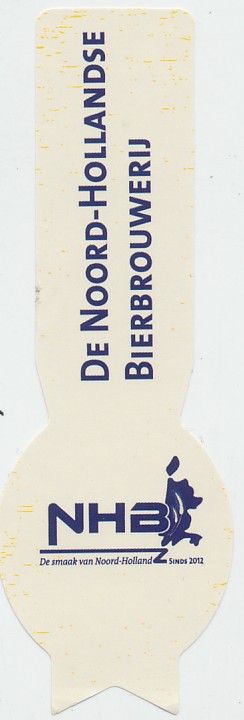 De Noord-Hollandse
Bierbrouwerij
NHB
De smaak van Noord-Holland Sinds 2012